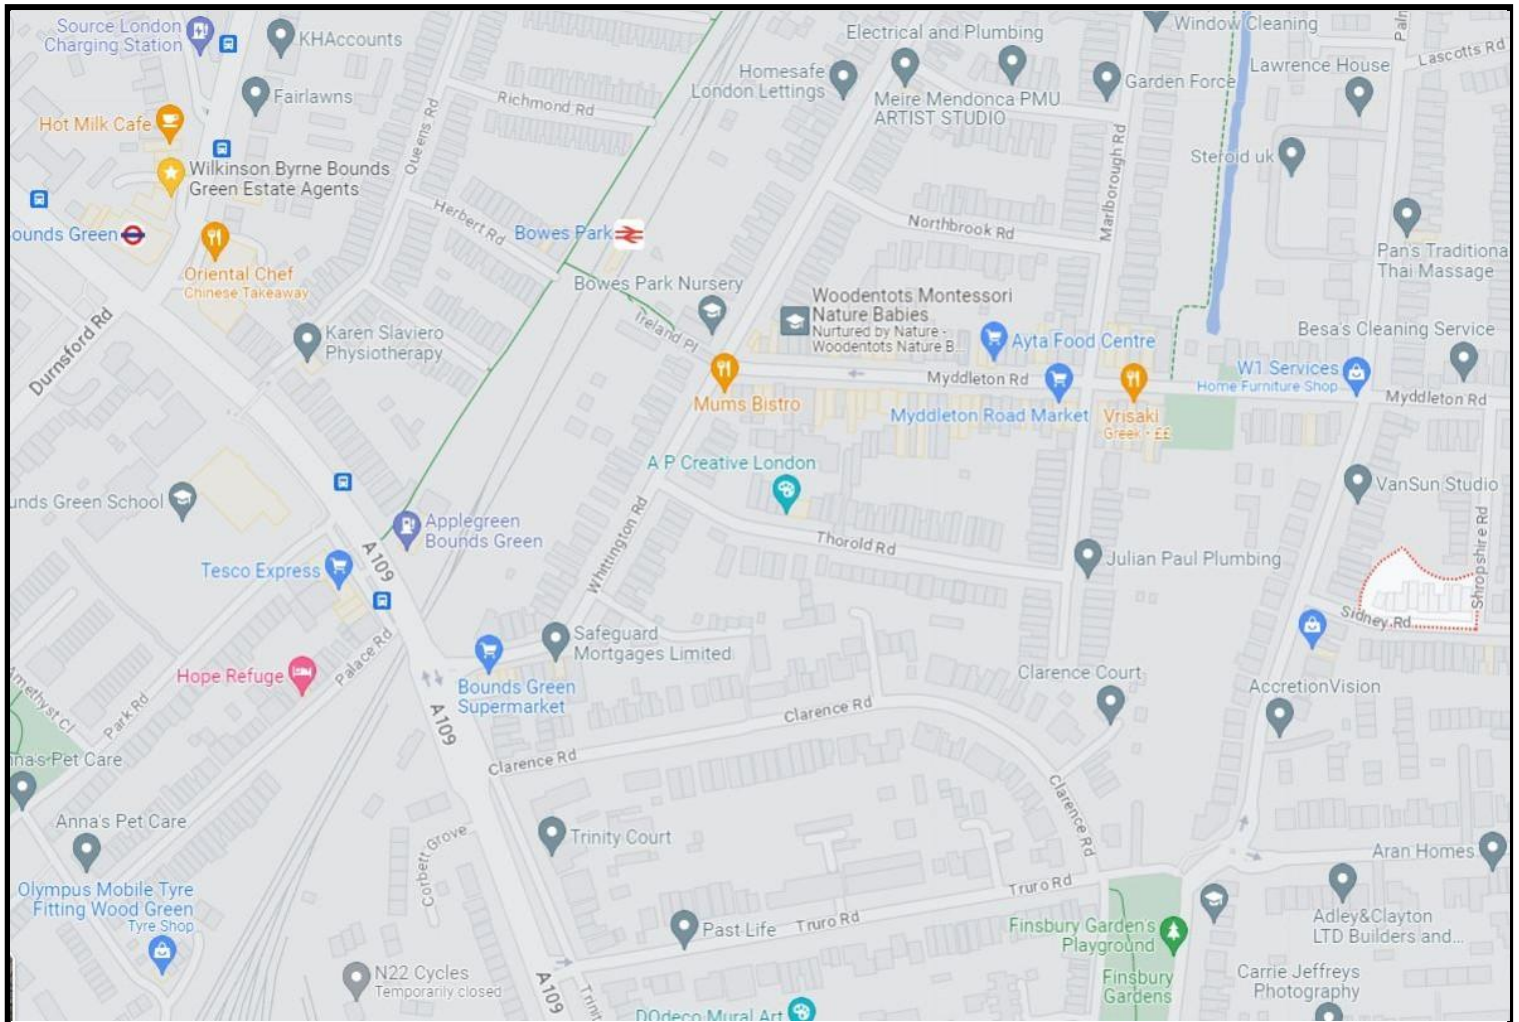 Source London
Charging Station
KHAccounts
Fairlawns
Hot Milk Cafe
Wilkinson Byrne Bounds
Green Estate Agents
ounds Green
Oriental Chef
Chinese Takeaway
Durnsford Rd
Karen Slaviero
Physiotherapy
Queens Rd
Richmond Rd
Herbert Rd
Bowes Park
Homesafe
London Lettings
Electrical and Plumbing
Meire Mendonca PMU
ARTIST STUDIO
Garden Force
Window Cleaning
Lawrence House
Lascotts Rd
Steroid uk
Marlborough Rd
Northbrook Rd
Pan's Traditiona
Thai Massage
Bowes Park Nursery
Ireland Pl
Woodentots Montessori
Nature Babies
Nurtured by Nature -
Woodentots Nature B...
Ayta Food Centre
Besa's Cleaning Service
W1 Services
Home Furniture Shop
Myddleton Rd
Myddleton Rd
Mums Bistro
Myddleton Road Market
Vrisaki
Greek · ££
A P Creative London
VanSun Studio
unds Green School
Applegreen
Bounds Green
A109
Whittington Rd
Thorold Rd
Julian Paul Plumbing
Shropshire Rd
Sidney Rd
Tesco Express
Palace Rd
Hope Refuge
Safeguard
Mortgages Limited
Bounds Green
Supermarket
Clarence Court
AccretionVision
Amethyst Cl
Park Rd
A109
Clarence Rd
Clarence Rd
Clarence Rd
nna's Pet Care
Anna's Pet Care
Trinity Court
Corbett Grove
Aran Homes
Olympus Mobile Tyre
Fitting Wood Green
Tyre Shop
Truro Rd
Truro Rd
Past Life
Finsbury Garden's
Playground
Finsbury
Gardens
Adley&Clayton
LTD Builders and...
N22 Cycles
Temporarily closed
A109
Trinit
Carrie Jeffreys
Photography
DOdeco Mural Art